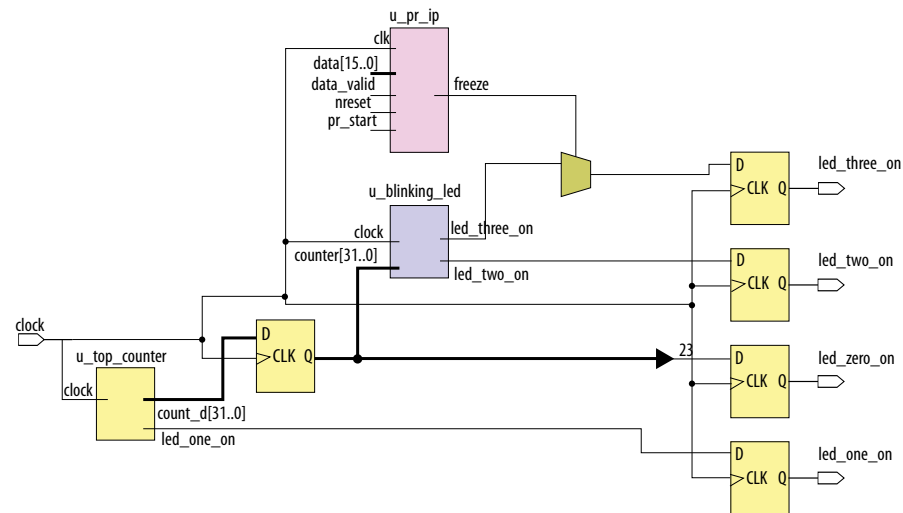 u_pr_ip
clk
data[15..0]
data_valid
nreset
pr_start
freeze
u_blinking_led
clock
counter[31..0]
led_three_on
led_two_on
D
CLK Q
led_three_on
D
CLK Q
led_two_on
clock
u_top_counter
clock
count_d[31..0]
led_one_on
D
CLK Q
23
D
CLK Q
led_zero_on
D
CLK Q
led_one_on